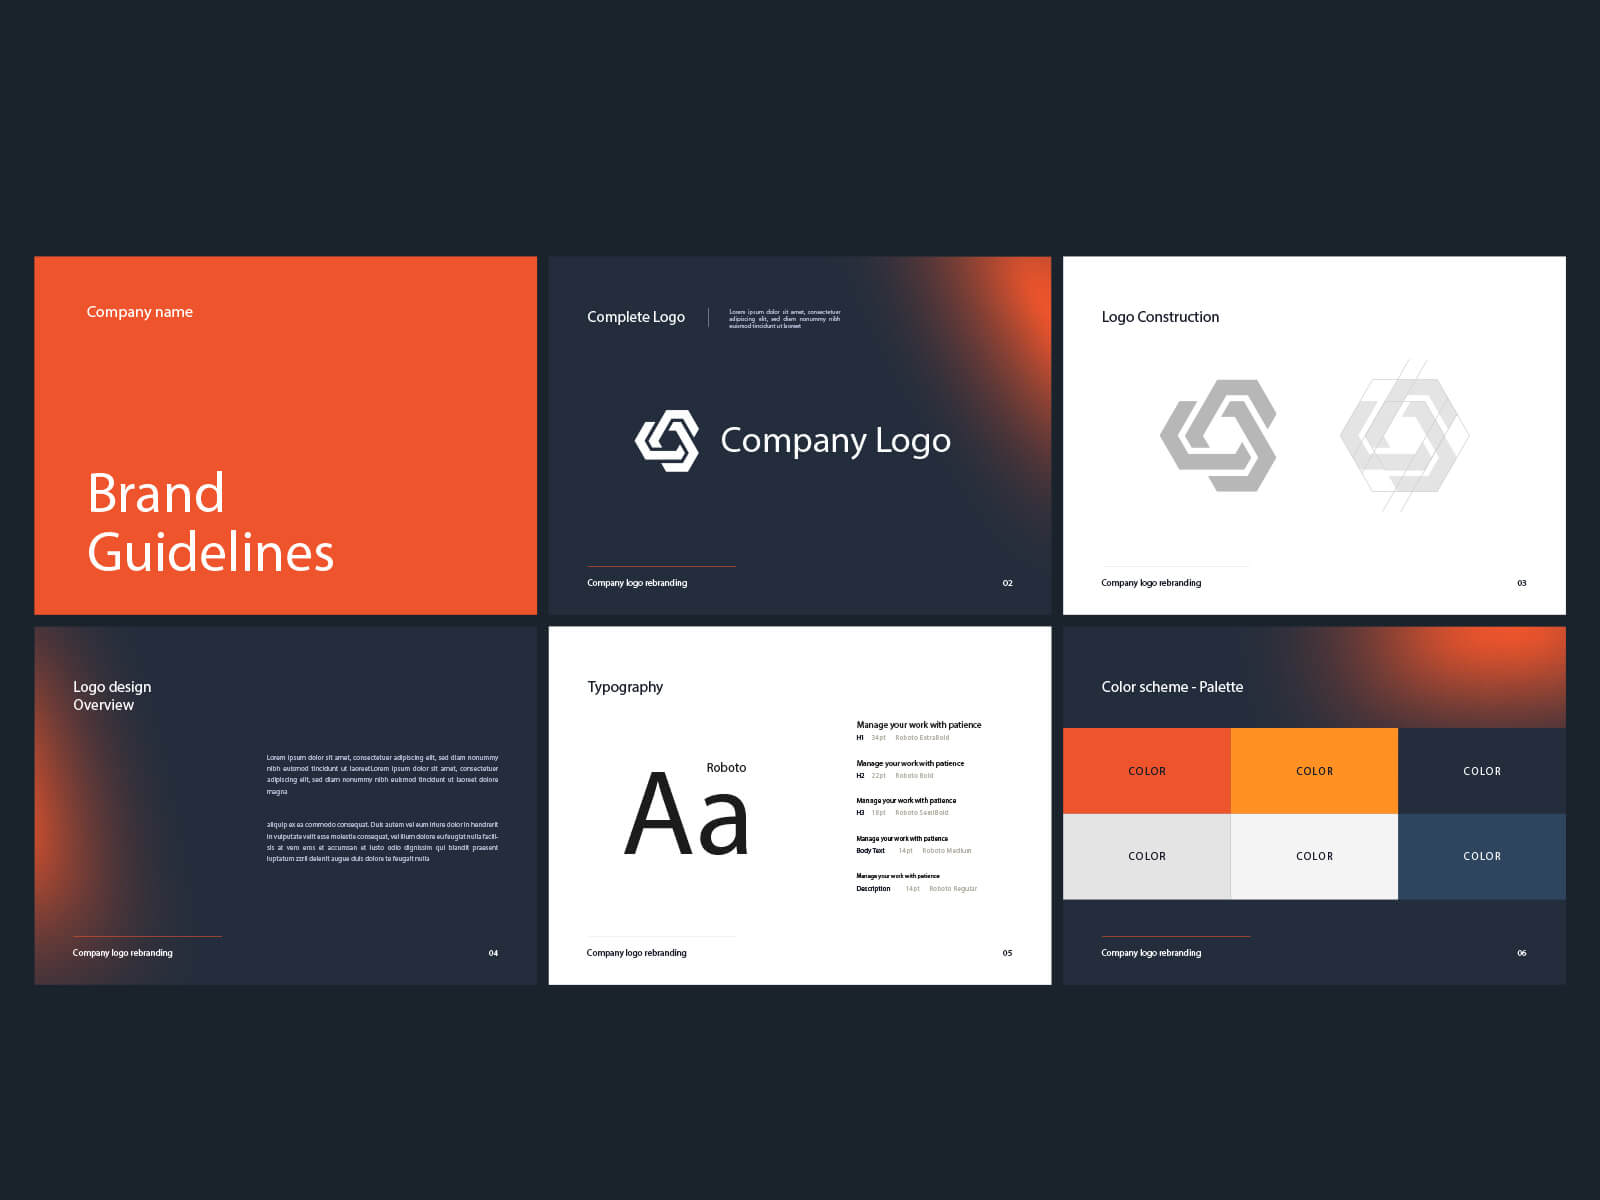 Company name
Brand
Guidelines
Complete Logo
Lorem ipsum dolor sit amet, consectetuer
adipiscing elit, sed diam nonummy nibh
euismod tincidunt ut laoreet
Company Logo
Company logo rebranding
02
Logo Construction
Company logo rebranding
03
Logo design
Overview
Lorem ipsum dolor sit amet, consectetuer adipiscing elit, sed diam nonummy
nibh euismod tincidunt ut laoreetLorem ipsum dolor sit amet, consectetuer
adipiscing elit, sed diam nonummy nibh euismod tincidunt ut laoreet dolore
magna
aliquip ex ea commodo consequat. Duis autem vel eum iriure dolor in hendrerit
in vulputate velit esse molestie consequat, vel illum dolore eu feugiat nulla facili-
sis at vero eros et accumsan et iusto odio dignissim qui blandit praesent
luptatum zzril delenit augue duis dolore te feugait nulla
Company logo rebranding
04
Typography
Roboto
Aa
Manage your work with patience
H1 34pt Roboto ExtraBold
Manage your work with patience
H2 22pt Roboto Bold
Manage your work with patience
H3 18pt Roboto SemiBold
Manage your work with patience
Body Text 14pt Roboto Medium
Manage your work with patience
Description 14pt Roboto Regular
Company logo rebranding
05
Color scheme - Palette
COLOR COLOR COLOR
COLOR COLOR COLOR
Company logo rebranding
06